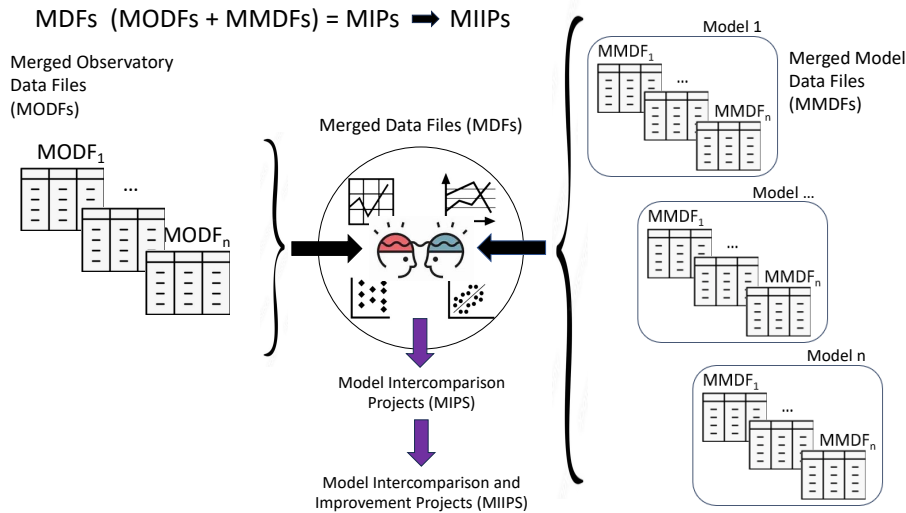 MDFs (MODFs + MMDFs) = MIPs ➡ MIIPs
Merged Observatory
Data Files
(MODFs)
MODF1
...
MODFn
Merged Data Files (MDFs)
Model Intercomparison
Projects (MIPS)
Model Intercomparison and
Improvement Projects (MIIPS)
Model 1
MMDF1
...
MMDFn
Merged Model
Data Files
(MMDFs)
Model ...
MMDF1
...
MMDFn
Model n
MMDF1
...
MMDFn